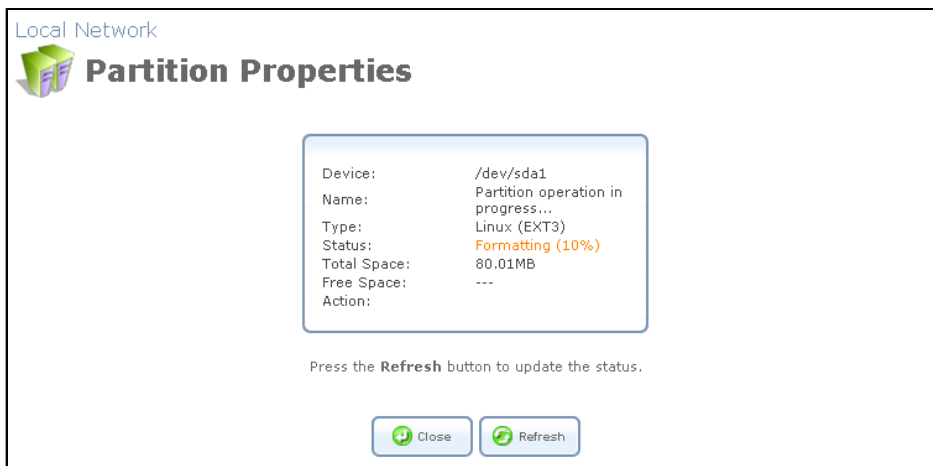 Local Network
Partition Properties
Device: /dev/sda1
Name: Partition operation in
progress...
Type: Linux (EXT3)
Status: Formatting (10%)
Total Space: 80.01MB
Free Space: ---
Action:
Press the Refresh button to update the status.
Close Refresh